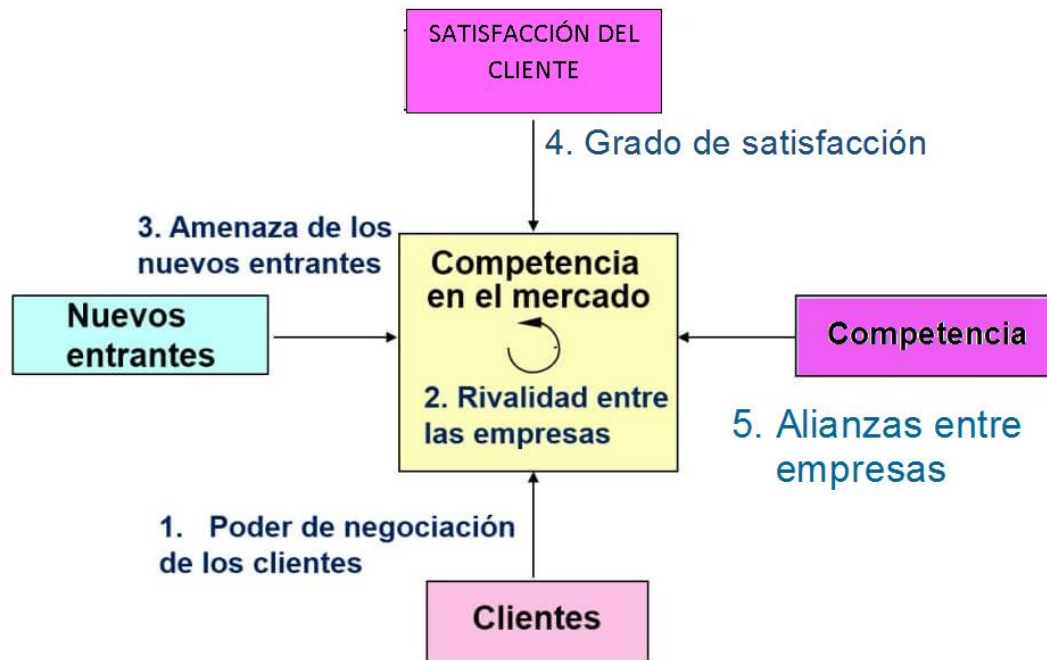 SATISFACCIÓN DEL
CLIENTE
4. Grado de satisfacción
3. Amenaza de los
nuevos entrantes
Competencia
en el mercado
Nuevos
entrantes
Competencia
2. Rivalidad entre
las empresas
5. Alianzas entre
empresas
1. Poder de negociación
de los clientes
Clientes